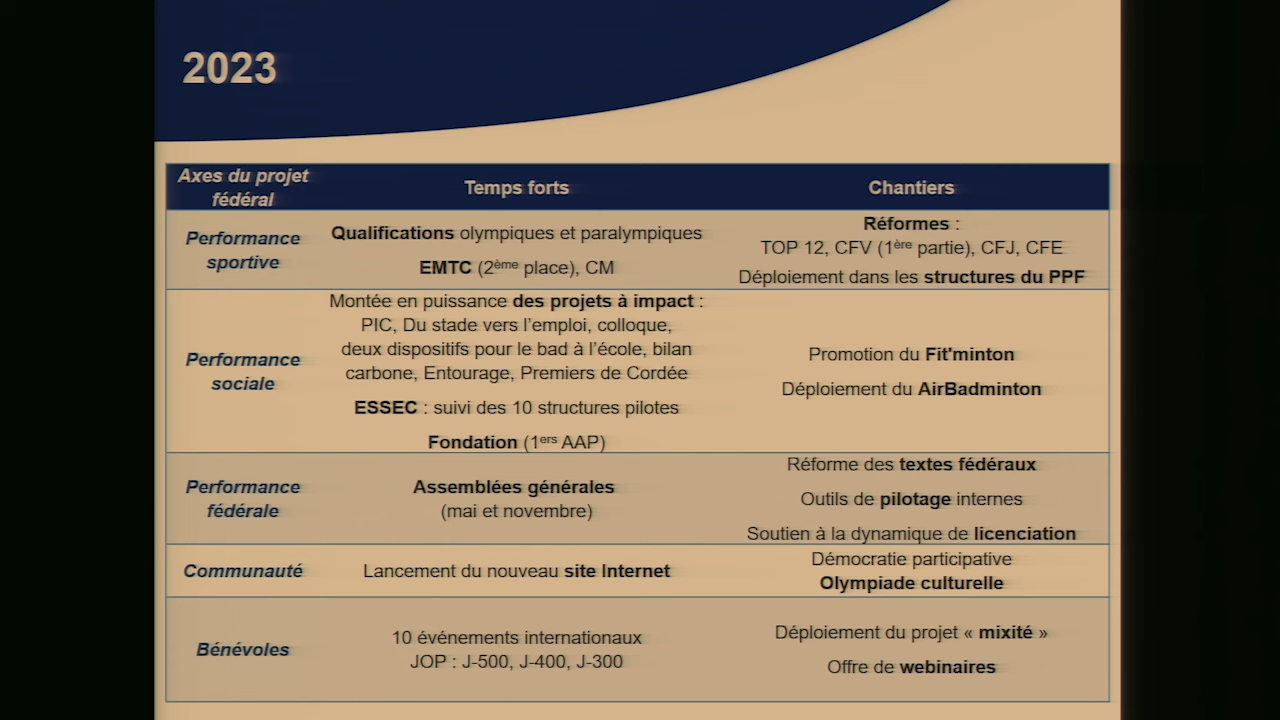 2023
Axes du projet
fédéral
Temps forts
Chantiers
Performance
sportive
Qualifications olympiques et paralympiques
EMTC (2ème place), CM
Réformes :
TOP 12, CFV (1ère partie), CFJ, CFE
Déploiement dans les structures du PPF
Performance
sociale
Montée en puissance des projets à impact :
PIC, Du stade vers l’emploi, colloque,
deux dispositifs pour le bad à l’école, bilan
carbone, Entourage, Premiers de Cordée
ESSEC : suivi des 10 structures pilotes
Fondation (1ers AAP)
Promotion du Fit'minton
Déploiement du AirBadminton
Performance
fédérale
Assemblées générales
(mai et novembre)
Réforme des textes fédéraux
Outils de pilotage internes
Soutien à la dynamique de licenciation
Communauté
Lancement du nouveau site Internet
Démocratie participative
Olympiade culturelle
Bénévoles
10 événements internationaux
JOP : J-500, J-400, J-300
Déploiement du projet « mixité »
Offre de webinaires